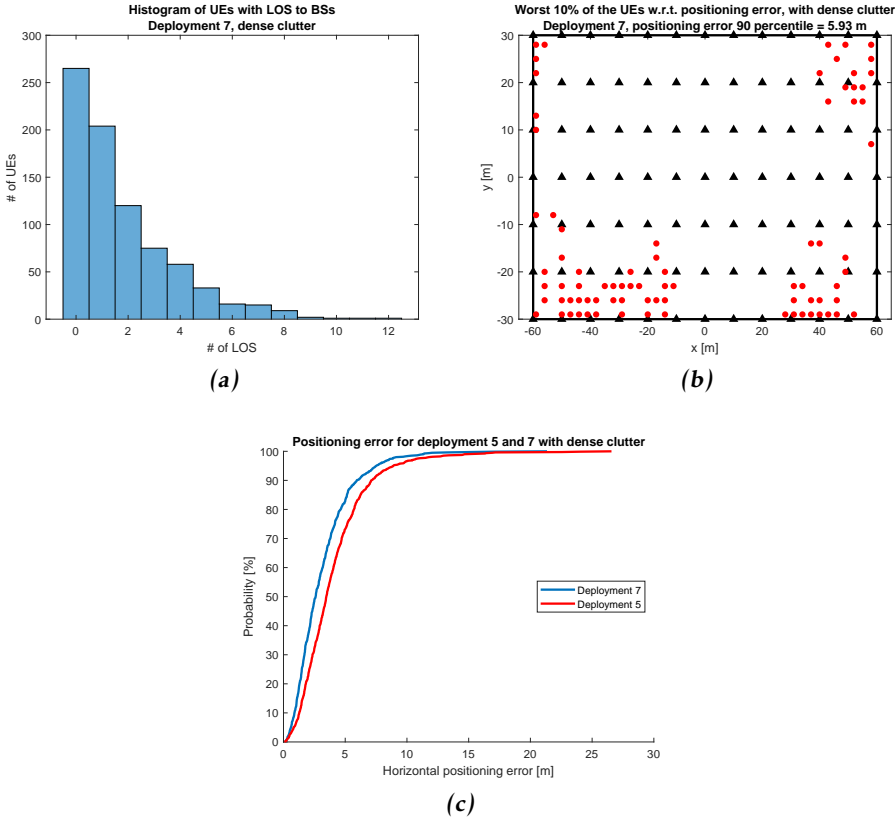 Histogram of UEs with LOS to BSs
Deployment 7, dense clutter
300
250
200
150
100
50
0
# of UEs
0 2 4 6 8 10 12
# of LOS
(a)
Worst 10% of the UEs w.r.t. positioning error, with dense clutter
Deployment 7, positioning error 90 percentile = 5.93 m
30
20
10
0
-10
-20
-30
y [m]
-60 -40 -20 0 20 40 60
x [m]
(b)
Positioning error for deployment 5 and 7 with dense clutter
100
90
80
70
60
50
40
30
20
10
0
Probability [%]
Deployment 7
Deployment 5
0 5 10 15 20 25 30
Horizontal positioning error [m]
(c)